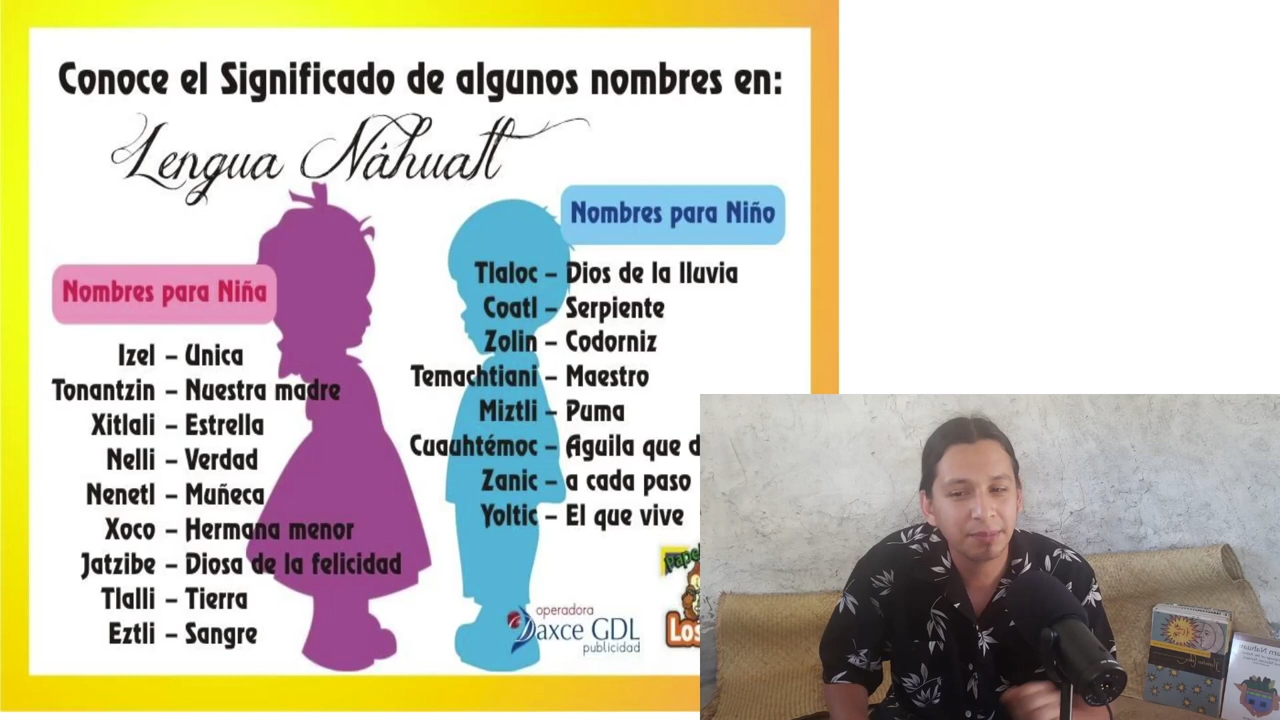 Conoce el Significado de algunos nombres en:
Lengua Náhuatl
Nombres para Niña
Izel – Unica
Tonantzin – Nuestra madre
Xitlali – Estrella
Nelli – Verdad
Nenetl – Muñeca
Xoco – Hermana menor
Jatzibe – Diosa de la felicidad
Tlalli – Tierra
Eztli – Sangre
Nombres para Niño
Tlaloc – Dios de la lluvia
Coatl – Serpiente
Zolin – Codorniz
Temachtiani – Maestro
Miztli – Puma
Cuauhtémoc – Aguila que d
Zanic – a cada paso
Yoltic – El que vive
operadora
Daxce GDL
publicidad
Papel
Los